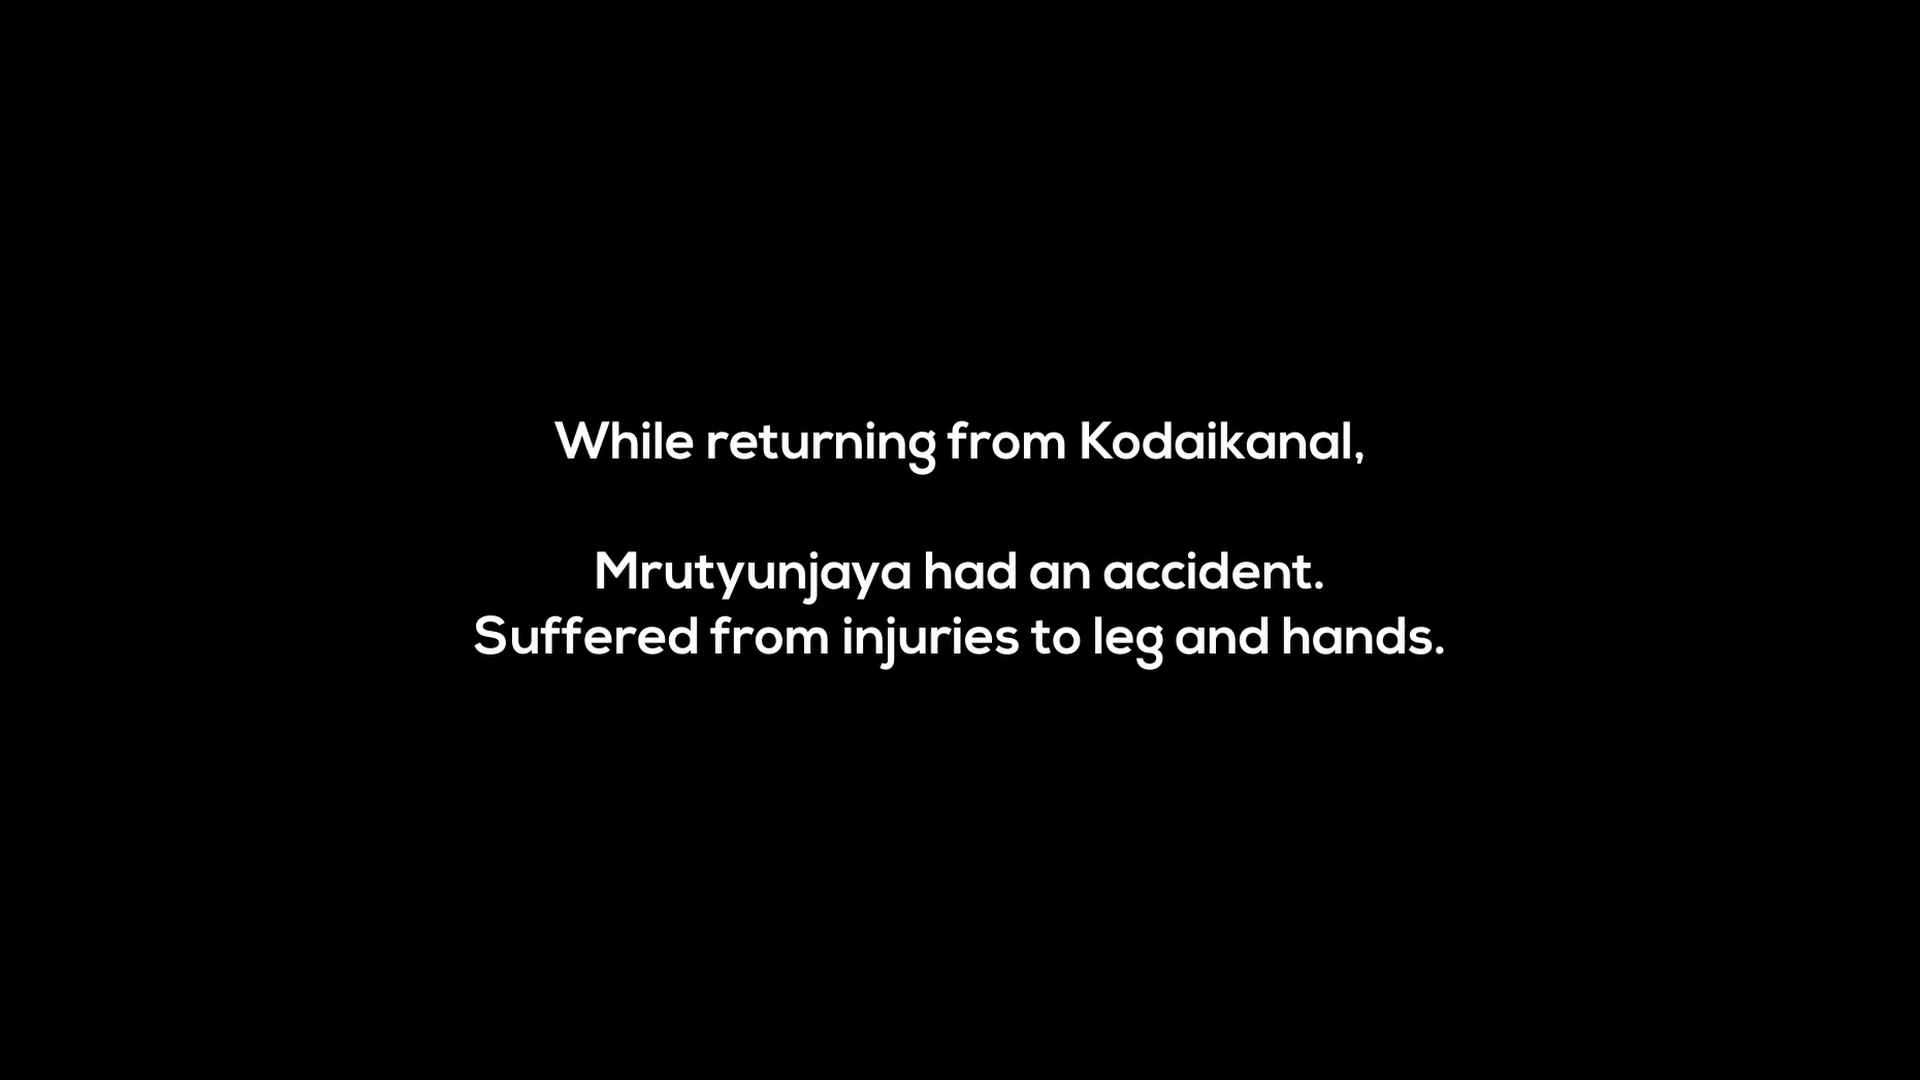 While returning from Kodaikanal,
Mrutyunjaya had an accident.
Suffered from injuries to leg and hands.